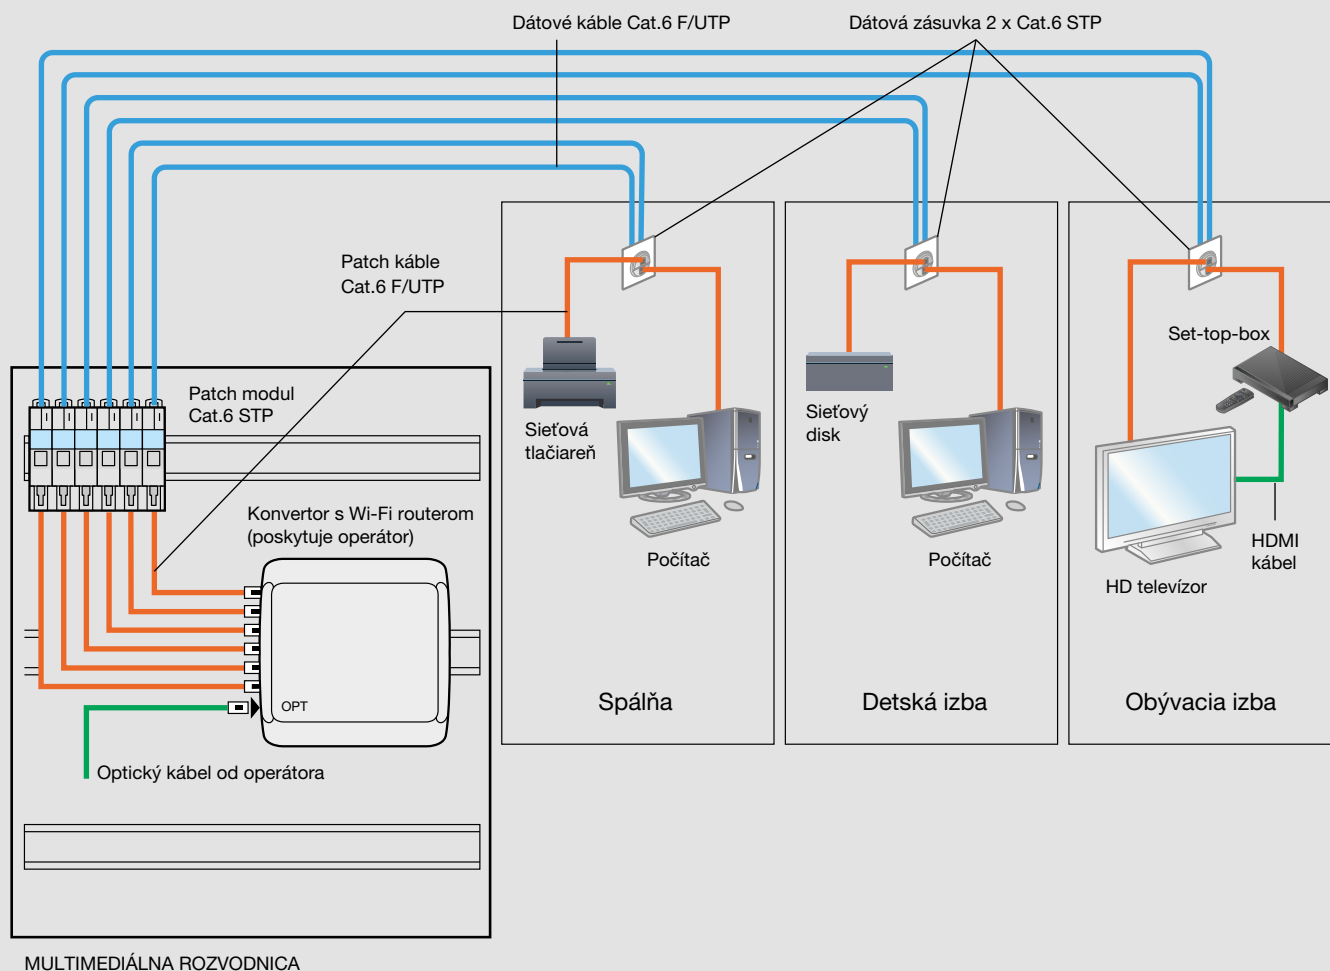 Dátové káble Cat.6 F/UTP
Dátová zásuvka 2 x Cat.6 STP
Patch káble
Cat.6 F/UTP
Patch modul
Cat.6 STP
Konvertor s Wi-Fi routerom
(poskytuje operátor)
OPT
Optický kábel od operátora
MULTIMEDIÁLNA ROZVODNICA
Sieťová
tlačiareň
Počítač
Spálňa
Sieťový
disk
Počítač
Detská izba
Set-top-box
HDMI
kábel
HD televízor
Obývacia izba